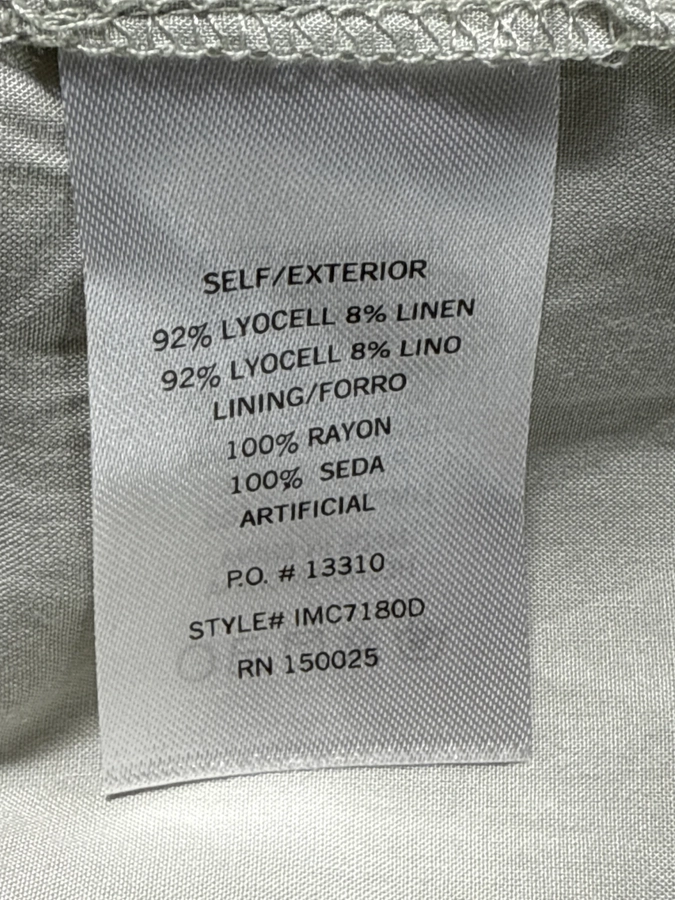 SELF/EXTERIOR
92% LYOCELL 8% LINEN
92% LYOCELL 8% LINO
LINING/FORRO
100% RAYON
100% SEDA
ARTIFICIAL
P.O. # 13310
STYLE# IMC7180D
RN 150025